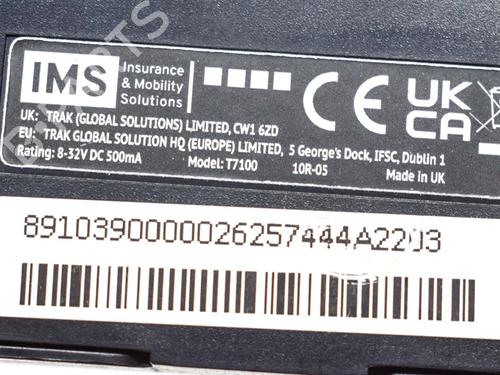 IMS Insurance
& Mobility
Solutions
UK: TRAK (GLOBAL SOLUTIONS) LIMITED, CW1 6ZD
EU: TRAK GLOBAL SOLUTION HQ (EUROPE) LIMITED, 5 George's Dock, IFSC, Dublin 1
Rating: 8-32V DC 500mA Model: T7100 10R-05 Made in UK
CE UK
CA
89103900000026257444A2203